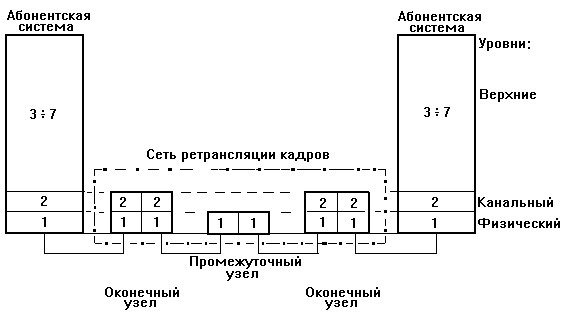 Абонентская
система
Абонентская
система
Уровни:
3÷7
3÷7
Верхние
Сеть ретрансляции кадров
2
2 2
2 2
2
Канальный
1
1 1
1 1
1 1
1
Физический
Промежуточный
узел
Оконечный
узел
Оконечный
узел